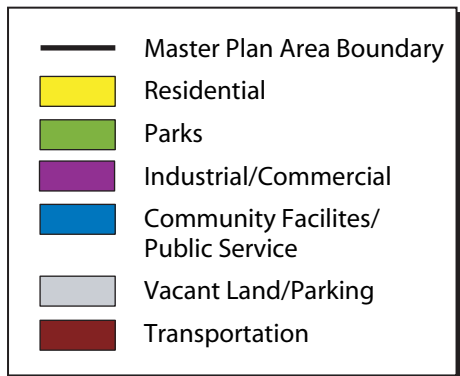 Master Plan Area Boundary
Residential
Parks
Industrial/Commercial
Community Facilites/
Public Service
Vacant Land/Parking
Transportation